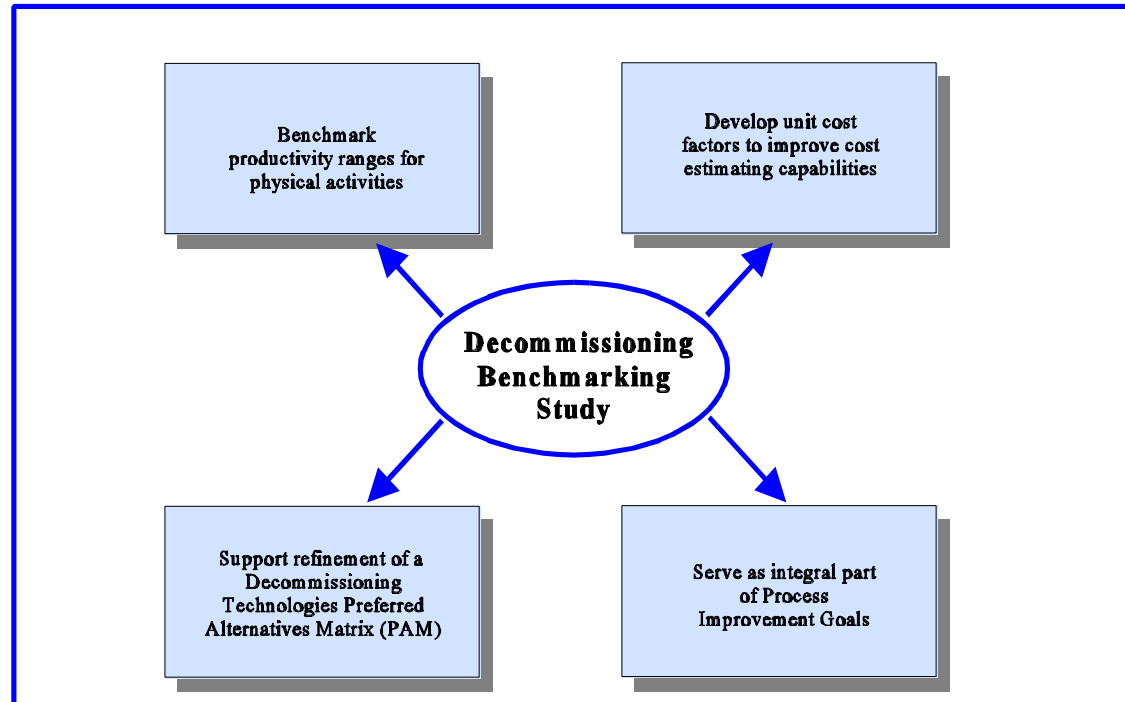 Benchmark
productivity ranges for
physical activities
Develop unit cost
factors to improve cost
estimating capabilities
Decommissioning
Benchmarking
Study
Support refinement of a
Decommissioning
Technologies Preferred
Alternatives Matrix (PAM)
Serve as integral part
of Process
Improvement Goals